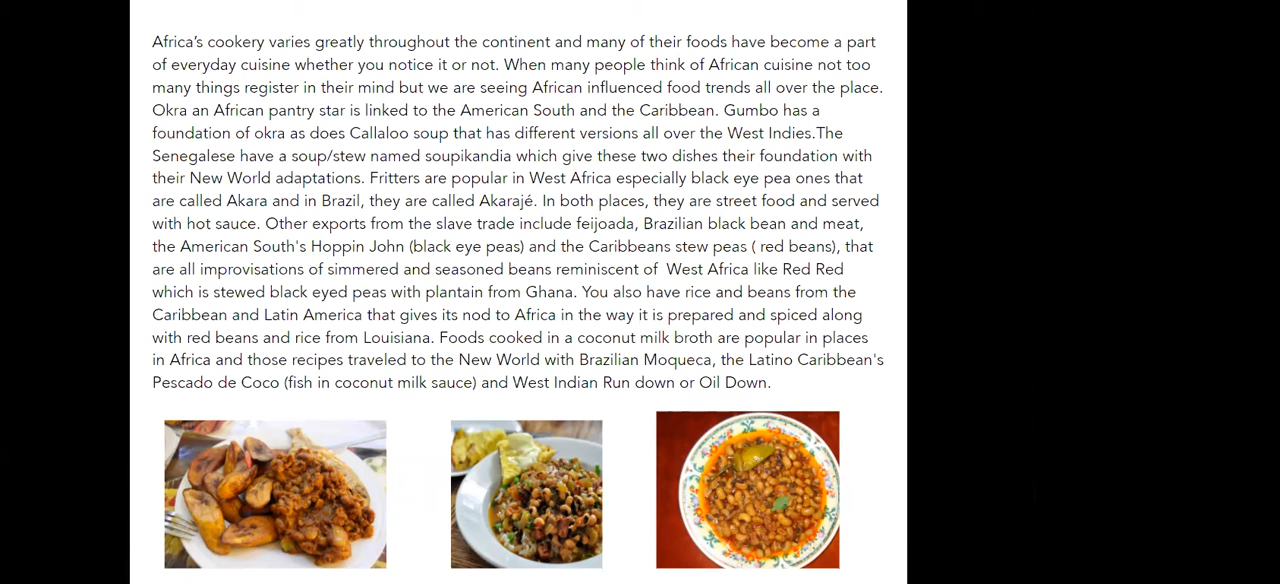 Africa's cookery varies greatly throughout the continent and many of their foods have become a part
of everyday cuisine whether you notice it or not. When many people think of African cuisine not too
many things register in their mind but we are seeing African influenced food trends all over the place.
Okra an African pantry star is linked to the American South and the Caribbean. Gumbo has a
foundation of okra as does Callaloo soup that has different versions all over the West Indies.The
Senegalese have a soup/stew named soupikandia which give these two dishes their foundation with
their New World adaptations. Fritters are popular in West Africa especially black eye pea ones that
are called Akara and in Brazil, they are called Akarajé. In both places, they are street food and served
with hot sauce. Other exports from the slave trade include feijoada, Brazilian black bean and meat,
the American South's Hoppin John (black eye peas) and the Caribbeans stew peas ( red beans), that
are all improvisations of simmered and seasoned beans reminiscent of  West Africa like Red Red
which is stewed black eyed peas with plantain from Ghana. You also have rice and beans from the
Caribbean and Latin America that gives its nod to Africa in the way it is prepared and spiced along
with red beans and rice from Louisiana. Foods cooked in a coconut milk broth are popular in places
in Africa and those recipes traveled to the New World with Brazilian Moqueca, the Latino Caribbean's
Pescado de Coco (fish in coconut milk sauce) and West Indian Run down or Oil Down.